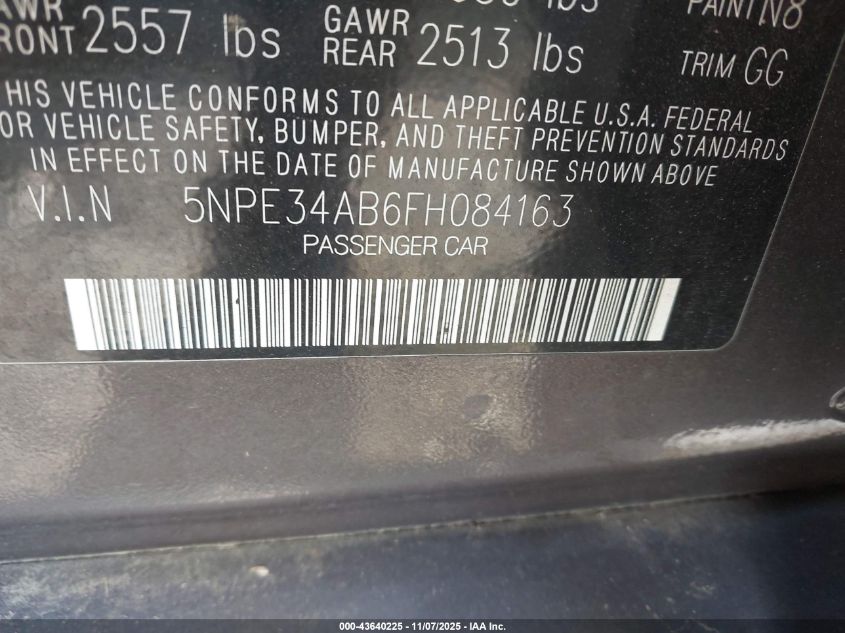 GAWR
FRONT 2557 lbs
GAWR
REAR 2513 lbs
lbs
PAINT N8
TRIM GG
THIS VEHICLE CONFORMS TO ALL APPLICABLE U.S.A. FEDERAL
OR VEHICLE SAFETY, BUMPER, AND THEFT PREVENTION STANDARDS
IN EFFECT ON THE DATE OF MANUFACTURE SHOWN ABOVE
V.I.N 5NPE34AB6FH084163
PASSENGER CAR
000-43640225 - 11/07/2025 - IAA Inc.